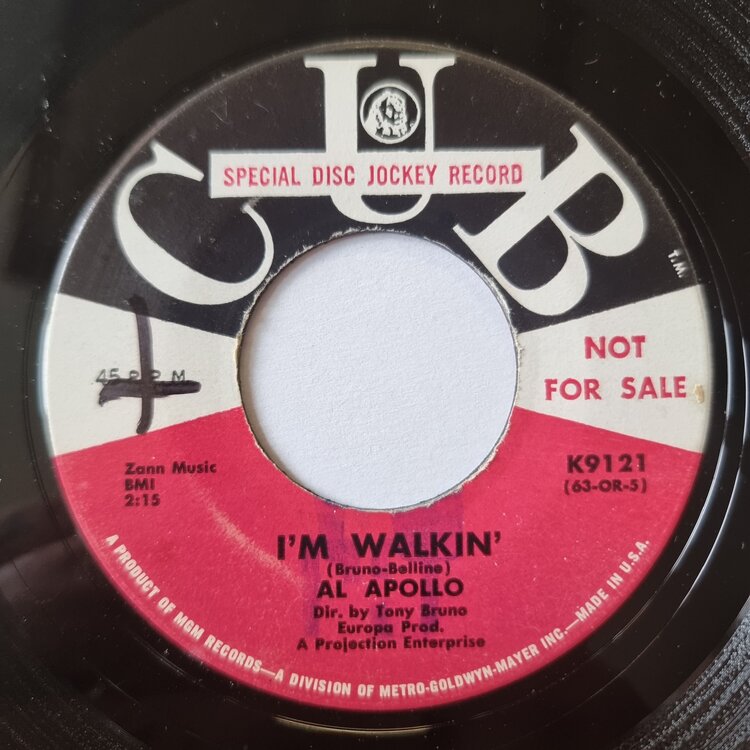 CUB
SPECIAL DISC JOCKEY RECORD
T.M.
NOT
FOR SALE
45 R.P.M
Zann Music
BMI
2:15
K9121
(63-OR-5)
I'M WALKIN'
(Bruno-Belline)
AL APOLLO
Dir. by Tony Bruno
Europa Prod.
A Projection Enterprise
A PRODUCT OF MGM RECORDS—A DIVISION OF METRO-GOLDWYN-MAYER INC.—MADE IN U.S.A.